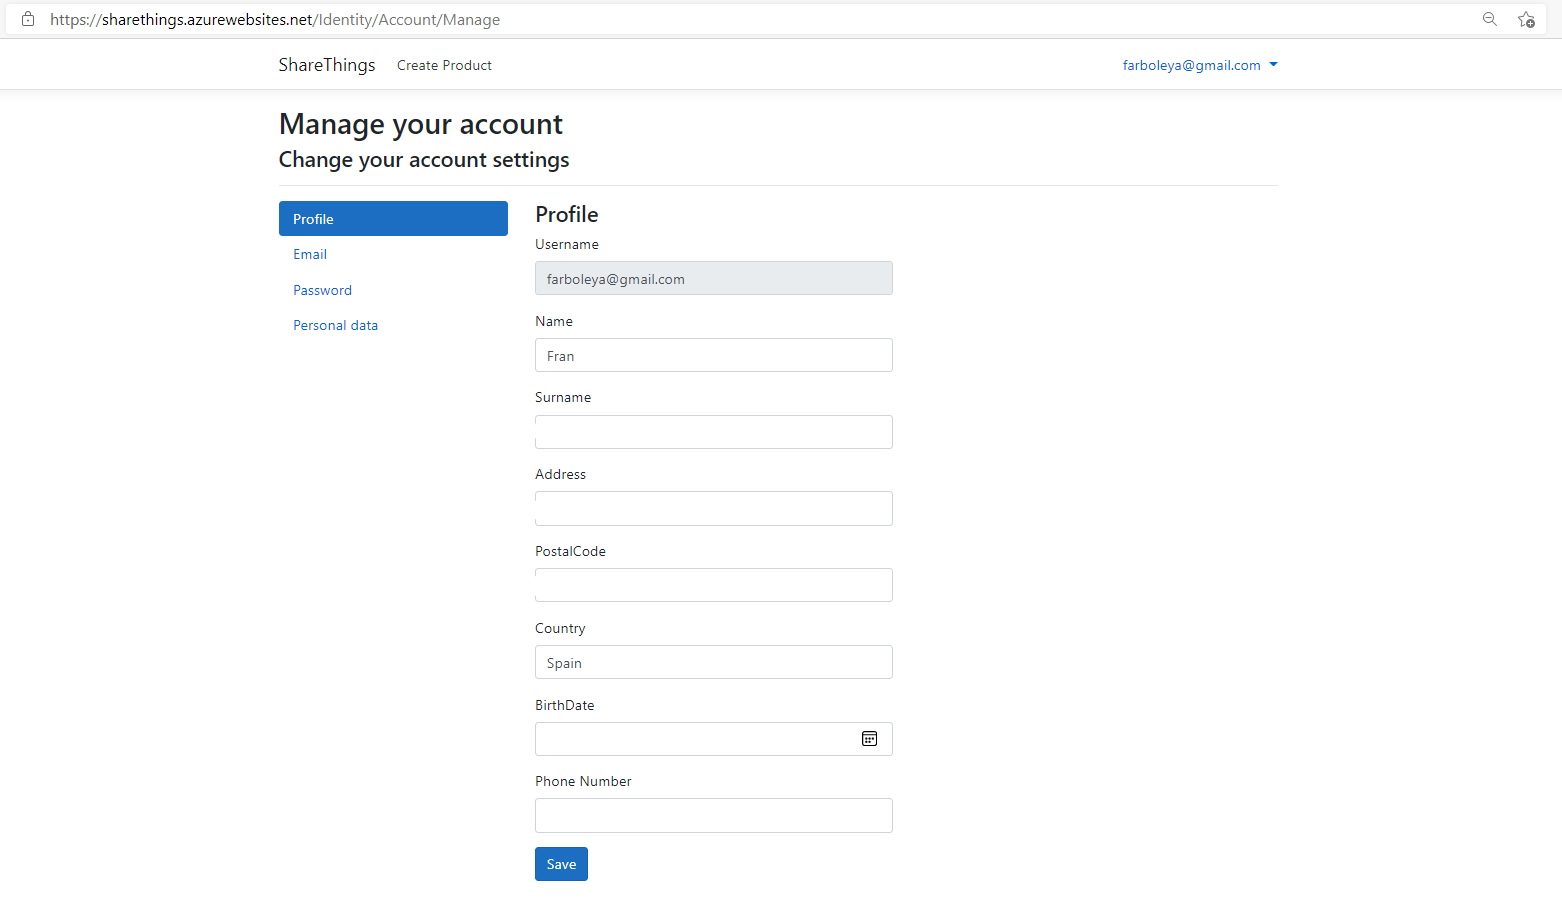 https://sharethings.azurewebsites.net/Identity/Account/Manage
ShareThings Create Product farboleya@gmail.com
Manage your account
Change your account settings
Profile
Email
Password
Personal data
Profile
Username
farboleya@gmail.com
Name
Fran
Surname
Address
PostalCode
Country
Spain
BirthDate
Phone Number
Save